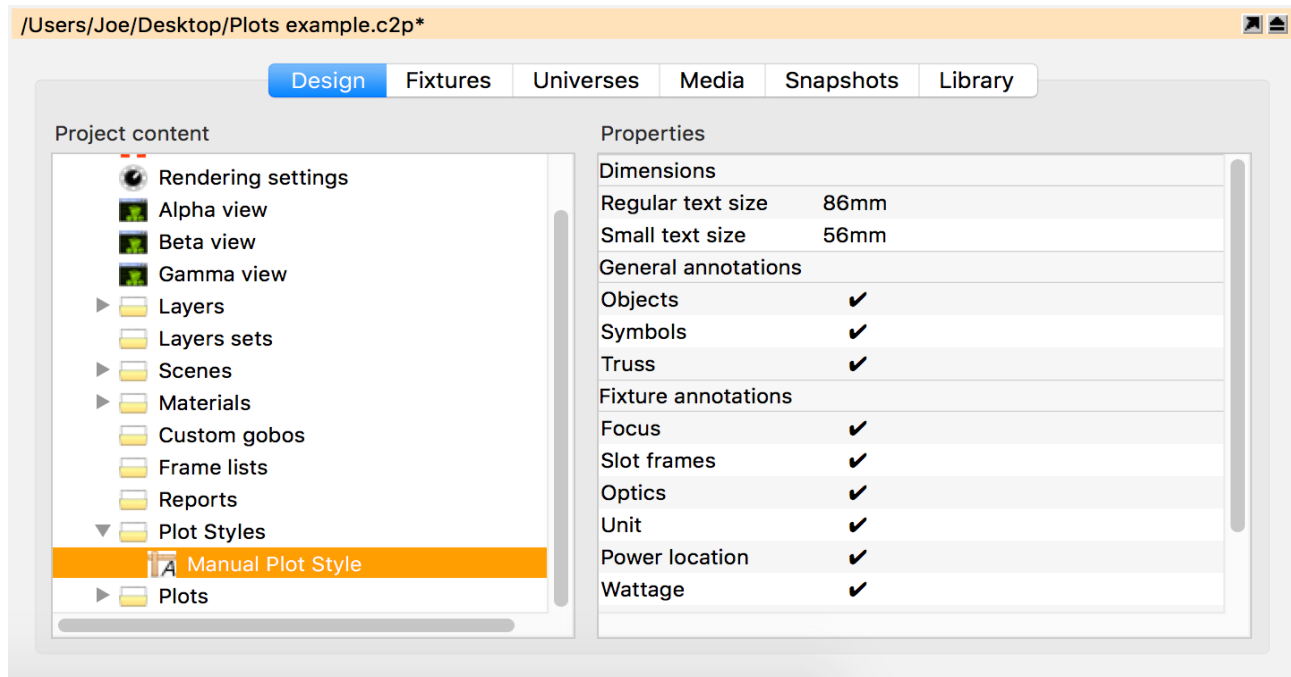 /Users/Joe/Desktop/Plots example.c2p*
Design Fixtures Universes Media Snapshots Library
Project content
Rendering settings
Alpha view
Beta view
Gamma view
Layers
Layers sets
Scenes
Materials
Custom gobos
Frame lists
Reports
Plot Styles
A Manual Plot Style
Plots
Properties
Dimensions
Regular text size 86mm
Small text size 56mm
General annotations
Objects ✔
Symbols ✔
Truss ✔
Fixture annotations
Focus ✔
Slot frames ✔
Optics ✔
Unit ✔
Power location ✔
Wattage ✔